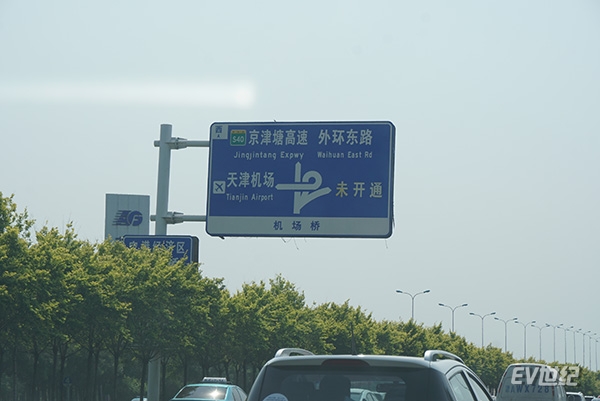 西
S40 京津塘高速 外环东路
Jingjintang Expwy Waihuan East Rd
天津机场 未开通
Tianjin Airport
机场桥
EV世纪